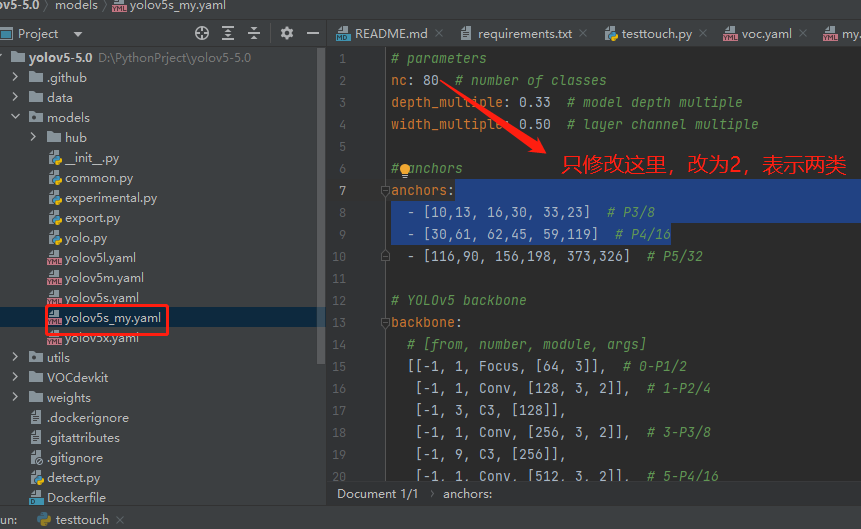 ov5-5.0 › models › yolov5s_my.yaml
Project
README.md requirements.txt testtouch.py voc.yaml my.
yolov5-5.0 D:\PythonPrject\yolov5-5.0
.github
data
models
hub
__init__.py
common.py
experimental.py
export.py
yolo.py
yolov5l.yaml
yolov5m.yaml
yolov5s.yaml
yolov5s_my.yaml
yolov5x.yaml
utils
VOCdevkit
weights
.dockerignore
.gitattributes
.gitignore
detect.py
Dockerfile
1 # parameters
2 nc: 80 # number of classes
3 depth_multiple: 0.33 # model depth multiple
4 width_multiple: 0.50 # layer channel multiple
5
6 # anchors
只修改这里，改为2，表示两类
7 anchors:
8 - [10,13, 16,30, 33,23] # P3/8
9 - [30,61, 62,45, 59,119] # P4/16
10 - [116,90, 156,198, 373,326] # P5/32
11
12 # YOLOv5 backbone
13 backbone:
14 # [from, number, module, args]
15 [[-1, 1, Focus, [64, 3]], # 0-P1/2
16 [-1, 1, Conv, [128, 3, 2]], # 1-P2/4
17 [-1, 3, C3, [128]],
18 [-1, 1, Conv, [256, 3, 2]], # 3-P3/8
19 [-1, 9, C3, [256]],
20 [-1, 1, Conv, [512, 3, 2]], # 5-P4/16
Document 1/1 › anchors:
un: testtouch